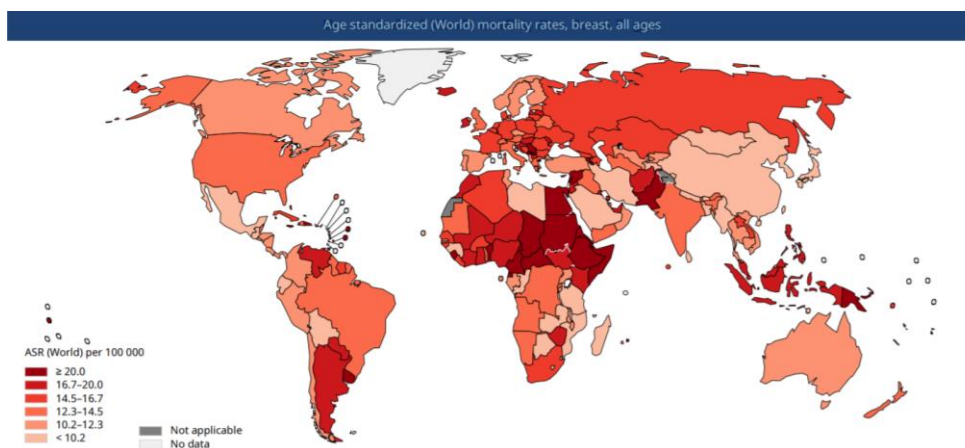 Age standardized (World) mortality rates, breast, all ages
ASR (World) per 100 000
≥ 20.0
16.7–20.0
14.5–16.7
12.3–14.5
10.2–12.3
< 10.2
Not applicable
No data